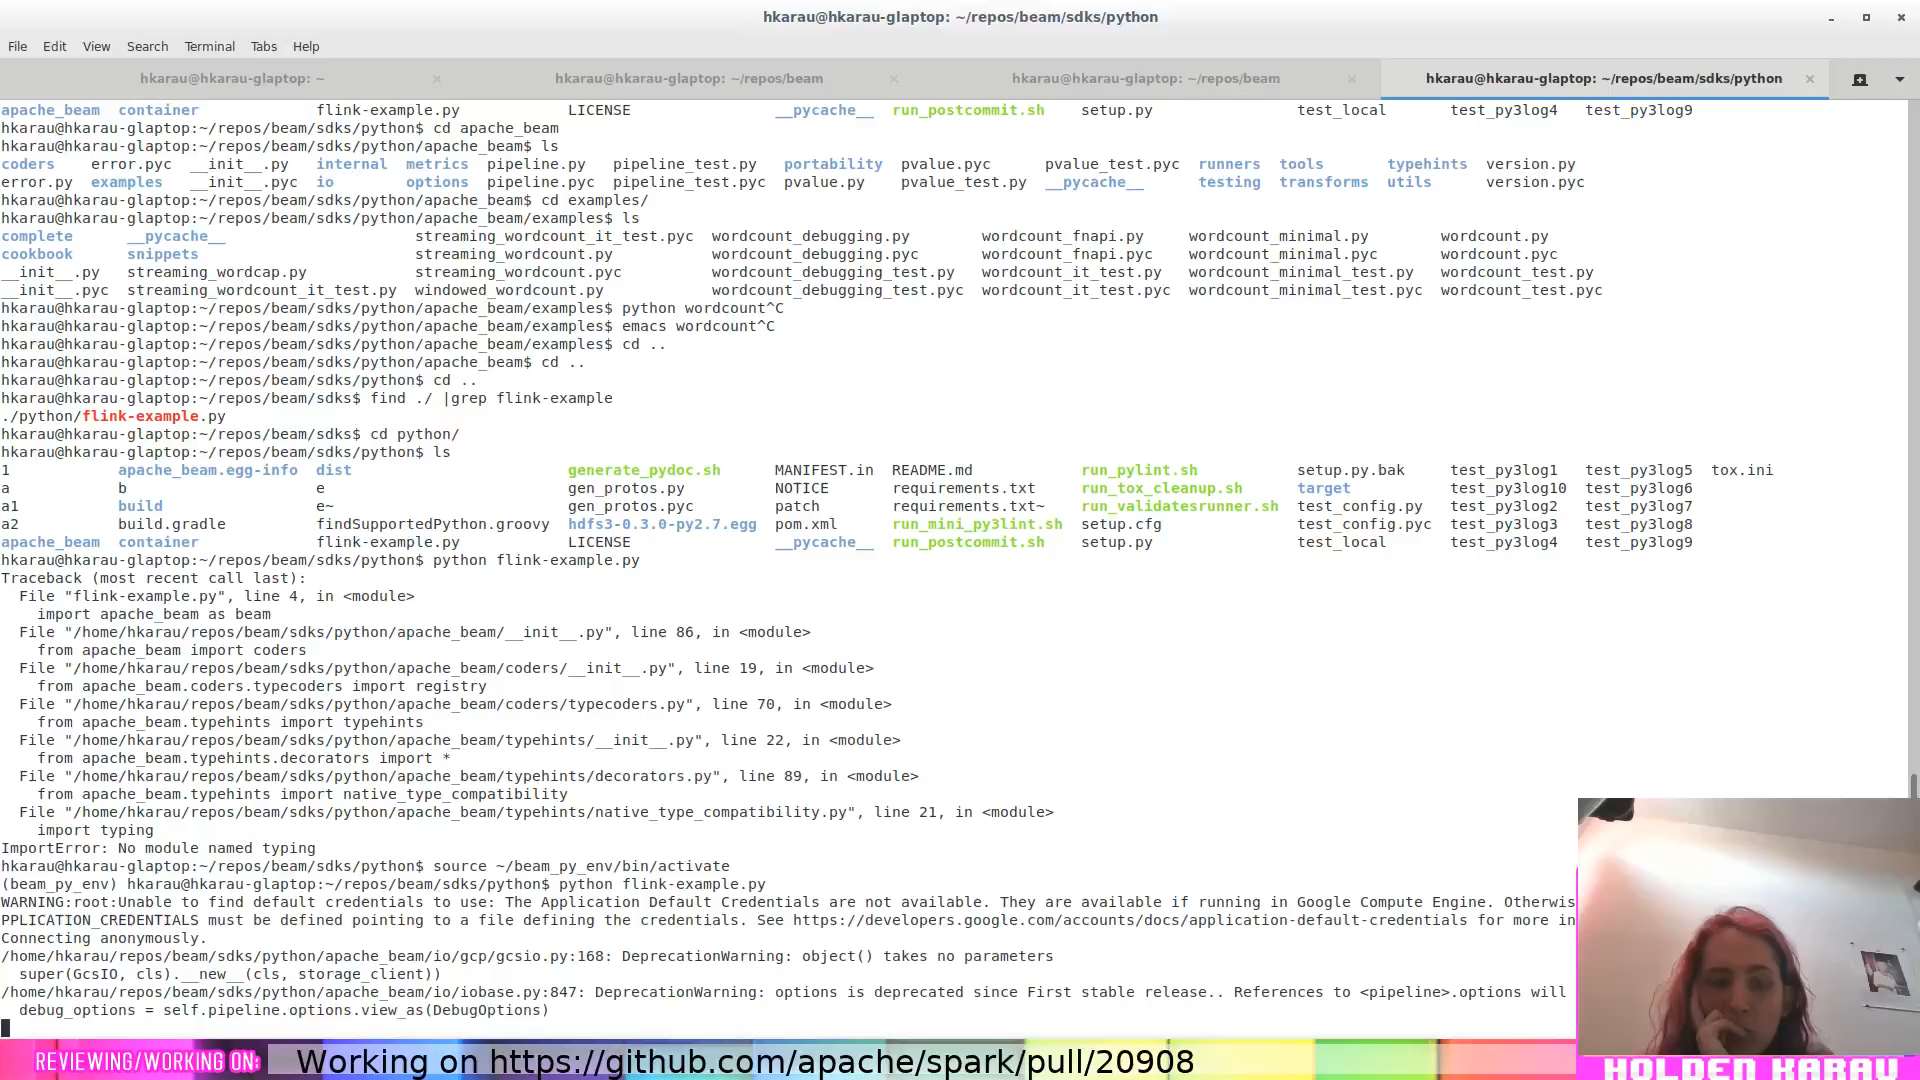 hkarau@hkarau-glaptop: ~/repos/beam/sdks/python
File Edit View Search Terminal Tabs Help
hkarau@hkarau-glaptop: ~ × hkarau@hkarau-glaptop: ~/repos/beam × hkarau@hkarau-glaptop: ~/repos/beam × hkarau@hkarau-glaptop: ~/repos/beam/sdks/python ×
apache_beam container flink-example.py LICENSE __pycache__ run_postcommit.sh setup.py test_local test_py3log4 test_py3log9
hkarau@hkarau-glaptop:~/repos/beam/sdks/python$ cd apache_beam
hkarau@hkarau-glaptop:~/repos/beam/sdks/python/apache_beam$ ls
coders error.pyc __init__.py internal metrics pipeline.py pipeline_test.py portability pvalue.pyc pvalue_test.pyc runners tools typehints version.py
error.py examples __init__.pyc io options pipeline.pyc pipeline_test.pyc pvalue.py pvalue_test.py __pycache__ testing transforms utils version.pyc
hkarau@hkarau-glaptop:~/repos/beam/sdks/python/apache_beam$ cd examples/
hkarau@hkarau-glaptop:~/repos/beam/sdks/python/apache_beam/examples$ ls
complete __pycache__ streaming_wordcount_it_test.pyc wordcount_debugging.py wordcount_fnapi.py wordcount_minimal.py wordcount.py
cookbook snippets streaming_wordcount.py wordcount_debugging.pyc wordcount_fnapi.pyc wordcount_minimal.pyc wordcount.pyc
__init__.py streaming_wordcap.py streaming_wordcount.pyc wordcount_debugging_test.py wordcount_it_test.py wordcount_minimal_test.py wordcount_test.py
__init__.pyc streaming_wordcount_it_test.py windowed_wordcount.py wordcount_debugging_test.pyc wordcount_it_test.pyc wordcount_minimal_test.pyc wordcount_test.pyc
hkarau@hkarau-glaptop:~/repos/beam/sdks/python/apache_beam/examples$ python wordcount^C
hkarau@hkarau-glaptop:~/repos/beam/sdks/python/apache_beam/examples$ emacs wordcount^C
hkarau@hkarau-glaptop:~/repos/beam/sdks/python/apache_beam/examples$ cd ..
hkarau@hkarau-glaptop:~/repos/beam/sdks/python/apache_beam$ cd ..
hkarau@hkarau-glaptop:~/repos/beam/sdks/python$ cd ..
hkarau@hkarau-glaptop:~/repos/beam/sdks$ find ./ |grep flink-example
./python/flink-example.py
hkarau@hkarau-glaptop:~/repos/beam/sdks$ cd python/
hkarau@hkarau-glaptop:~/repos/beam/sdks/python$ ls
1 apache_beam.egg-info dist generate_pydoc.sh MANIFEST.in README.md run_pylint.sh setup.py.bak test_py3log1 test_py3log5 tox.ini
a b e gen_protos.py NOTICE requirements.txt run_tox_cleanup.sh target test_py3log10 test_py3log6
a1 build e~ gen_protos.pyc patch requirements.txt~ run_validatesrunner.sh test_config.py test_py3log2 test_py3log7
a2 build.gradle findSupportedPython.groovy hdfs3-0.3.0-py2.7.egg pom.xml run_mini_py3lint.sh setup.cfg test_config.pyc test_py3log3 test_py3log8
apache_beam container flink-example.py LICENSE __pycache__ run_postcommit.sh setup.py test_local test_py3log4 test_py3log9
hkarau@hkarau-glaptop:~/repos/beam/sdks/python$ python flink-example.py
Traceback (most recent call last):
File "flink-example.py", line 4, in <module>
import apache_beam as beam
File "/home/hkarau/repos/beam/sdks/python/apache_beam/__init__.py", line 86, in <module>
from apache_beam import coders
File "/home/hkarau/repos/beam/sdks/python/apache_beam/coders/__init__.py", line 19, in <module>
from apache_beam.coders.typecoders import registry
File "/home/hkarau/repos/beam/sdks/python/apache_beam/coders/typecoders.py", line 70, in <module>
from apache_beam.typehints import typehints
File "/home/hkarau/repos/beam/sdks/python/apache_beam/typehints/__init__.py", line 22, in <module>
from apache_beam.typehints.decorators import *
File "/home/hkarau/repos/beam/sdks/python/apache_beam/typehints/decorators.py", line 89, in <module>
from apache_beam.typehints import native_type_compatibility
File "/home/hkarau/repos/beam/sdks/python/apache_beam/typehints/native_type_compatibility.py", line 21, in <module>
import typing
ImportError: No module named typing
hkarau@hkarau-glaptop:~/repos/beam/sdks/python$ source ~/beam_py_env/bin/activate
(beam_py_env) hkarau@hkarau-glaptop:~/repos/beam/sdks/python$ python flink-example.py
WARNING:root:Unable to find default credentials to use: The Application Default Credentials are not available. They are available if running in Google Compute Engine. Otherwis
PPLICATION_CREDENTIALS must be defined pointing to a file defining the credentials. See https://developers.google.com/accounts/docs/application-default-credentials for more in
Connecting anonymously.
/home/hkarau/repos/beam/sdks/python/apache_beam/io/gcp/gcsio.py:168: DeprecationWarning: object() takes no parameters
super(GcsIO, cls).__new__(cls, storage_client))
/home/hkarau/repos/beam/sdks/python/apache_beam/io/iobase.py:847: DeprecationWarning: options is deprecated since First stable release.. References to <pipeline>.options will
debug_options = self.pipeline.options.view_as(DebugOptions)
REVIEWING/WORKING ON: Working on https://github.com/apache/spark/pull/20908
HOLDEN KARAU